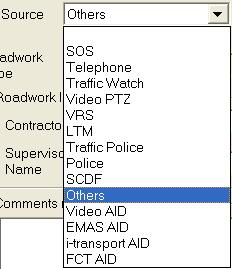 Source Others
SOS
adwork Telephone
pe Traffic Watch
Video PTZ
Roadwork VRS
LTM
Contracto Traffic Police
Police
Superviso SCDF
Name Others
Comments Video AID
EMAS AID
i-transport AID
FCT AID